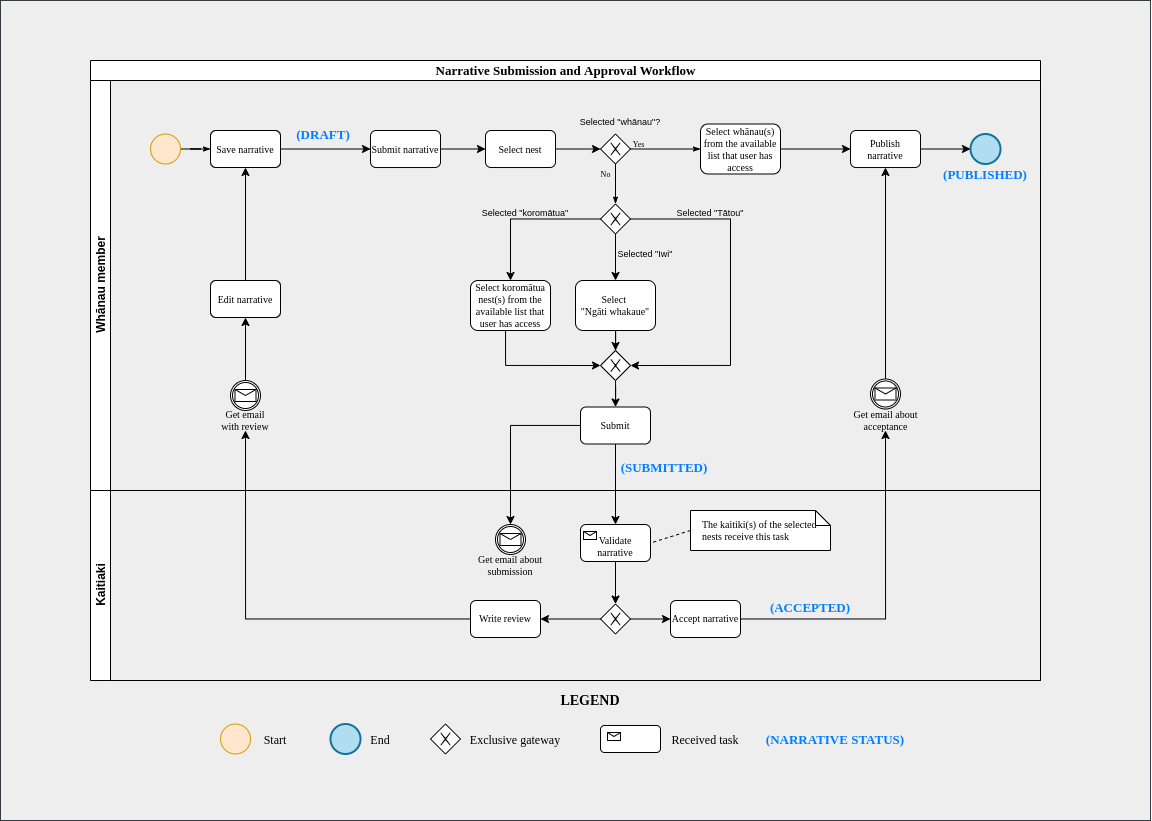 Narrative Submission and Approval Workflow
Whānau member
(DRAFT)
Save narrative
Submit narrative
Select nest
Selected "whānau"?
Yes
No
Select whānau(s)
from the available
list that user has
access
Publish
narrative
(PUBLISHED)
Selected "koromātua"
Selected "Tātou"
Selected "Iwi"
Edit narrative
Select koromātua
nest(s) from the
available list that
user has access
Select
"Ngāti whakaue"
Get email
with review
Get email about
acceptance
Submit
(SUBMITTED)
Kaitiaki
Get email about
submission
Validate
narrative
The kaitiki(s) of the selected
nests receive this task
Write review
Accept narrative
(ACCEPTED)
LEGEND
Start
End
Exclusive gateway
Received task
(NARRATIVE STATUS)